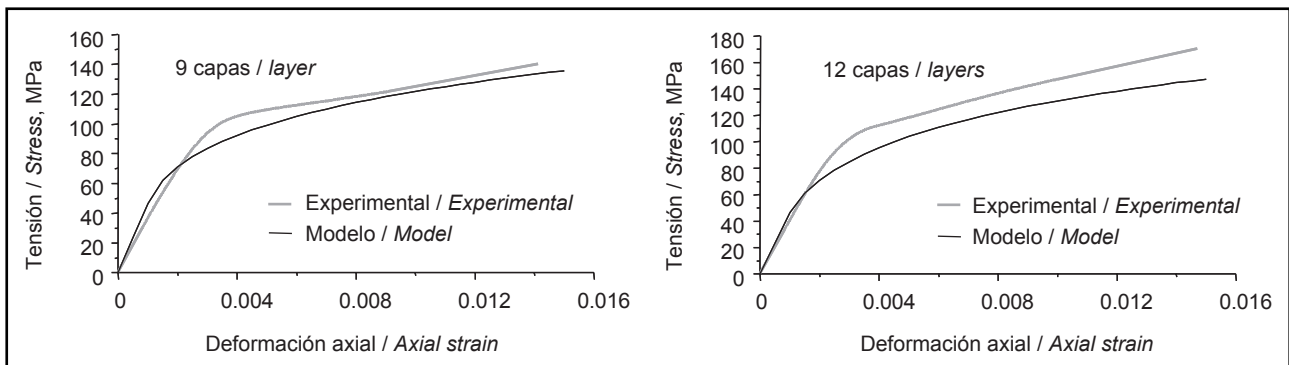 Tensión / Stress, MPa
160
140
120
100
80
60
40
20
0
9 capas / layer
Experimental / Experimental
Modelo / Model
0 0.004 0.008 0.012 0.016
Deformación axial / Axial strain
Tensión / Stress, MPa
180
160
140
120
100
80
60
40
20
0
12 capas / layers
Experimental / Experimental
Modelo / Model
0 0.004 0.008 0.012 0.016
Deformación axial / Axial strain